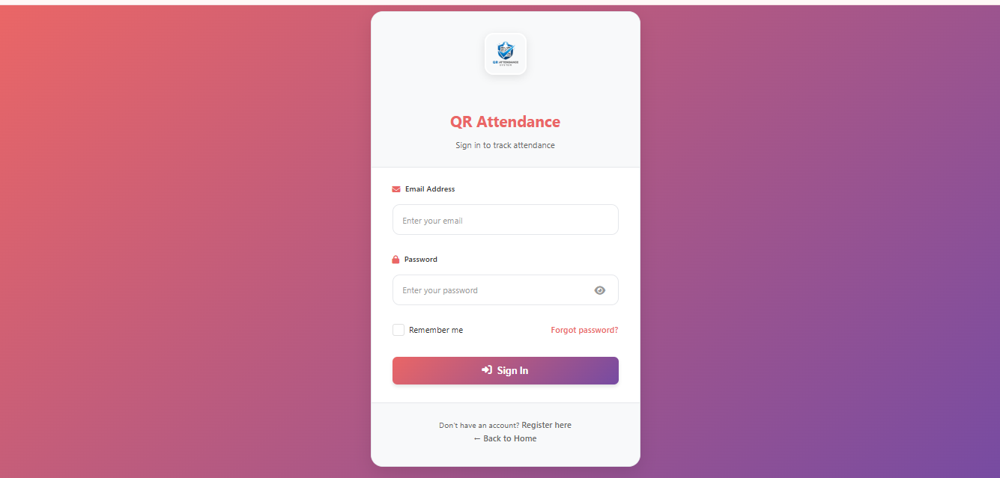 QR ATTENDANCE
SYSTEM
QR Attendance
Sign in to track attendance
Email Address
Enter your email
Password
Enter your password
Remember me
Forgot password?
Sign In
Don't have an account? Register here
← Back to Home